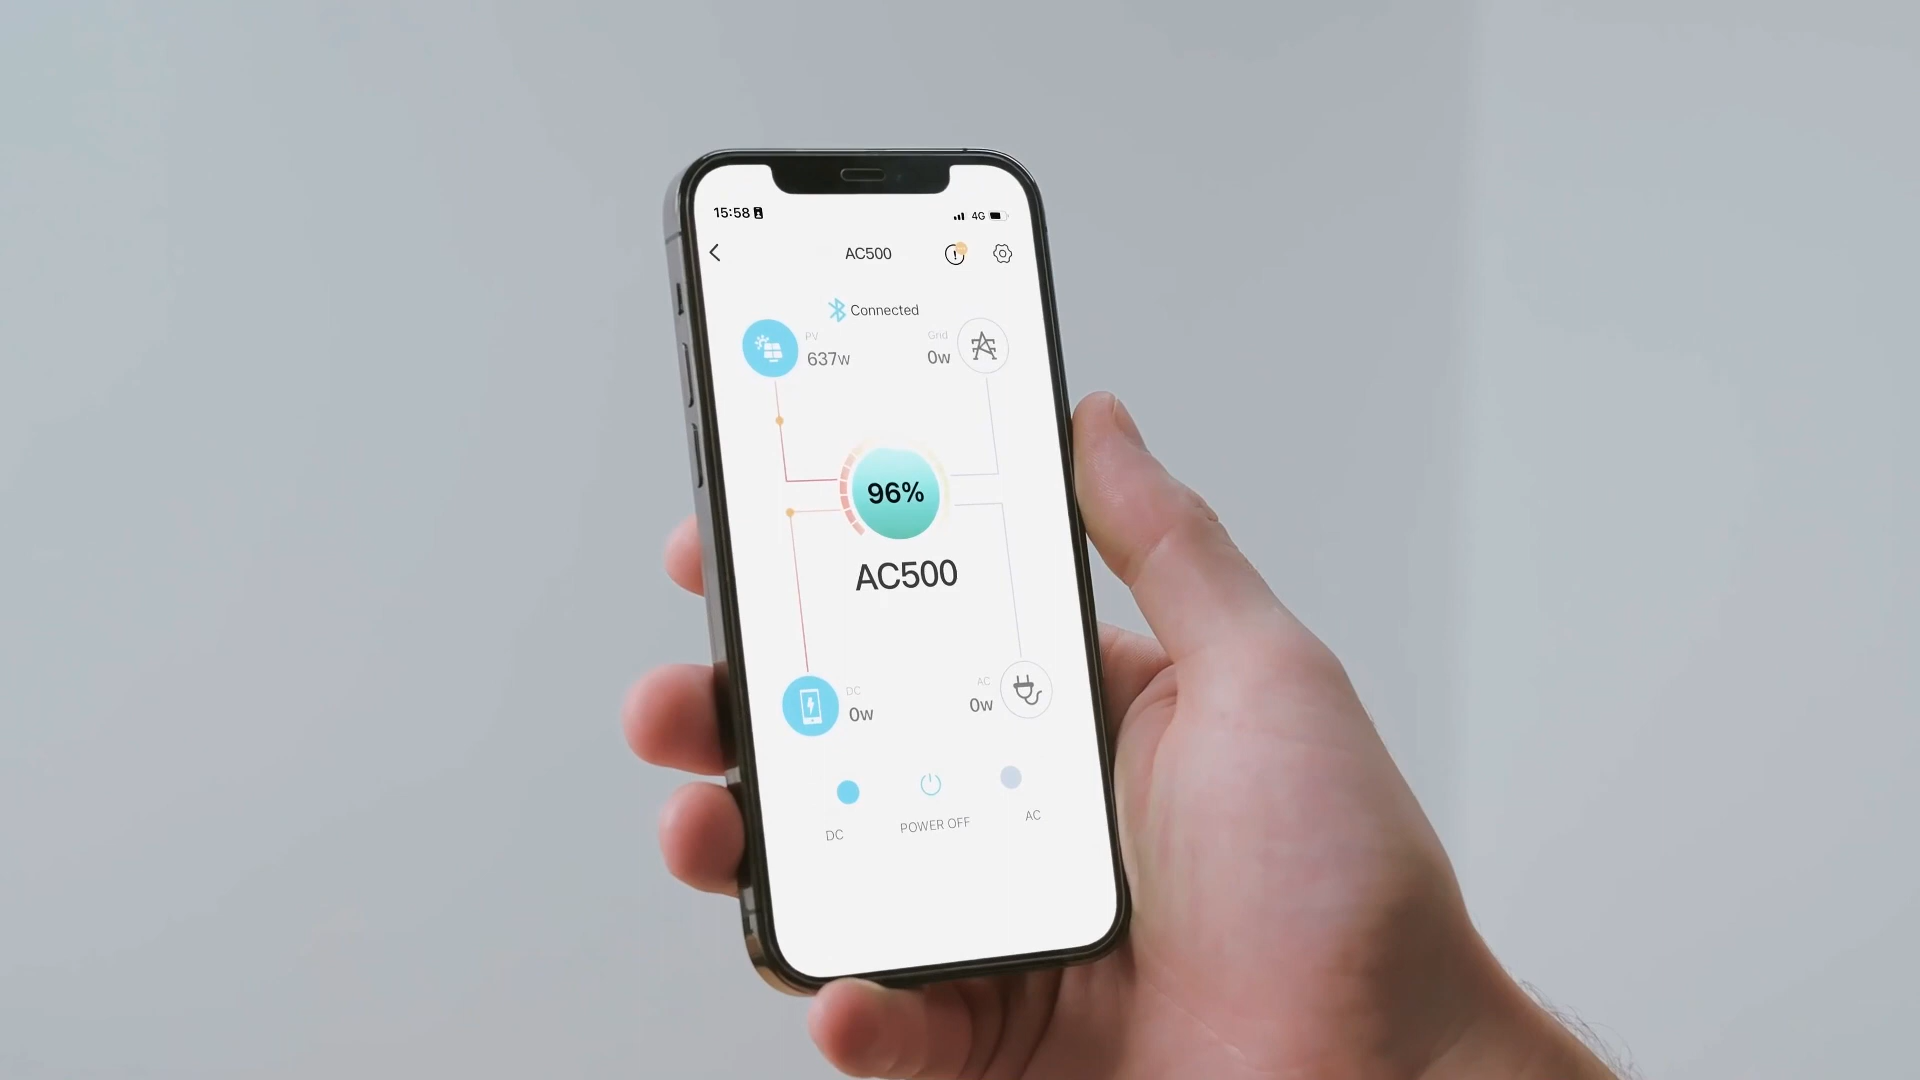 15:58
4G
AC500
Connected
PV
637w
Grid
0w
96%
AC500
DC
0w
AC
0w
DC
POWER OFF
AC